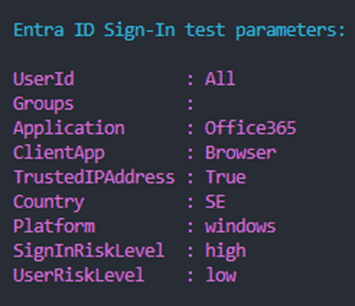 Entra ID Sign-In test parameters:
UserId : All
Groups :
Application : Office365
ClientApp : Browser
TrustedIPAddress : True
Country : SE
Platform : windows
SignInRiskLevel : high
UserRiskLevel : low